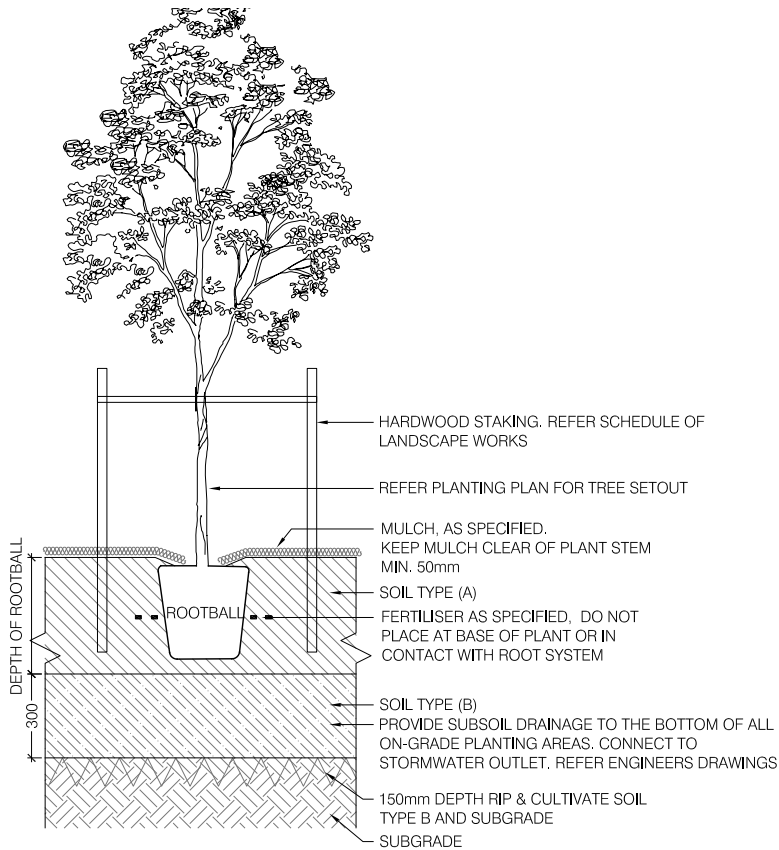 HARDWOOD STAKING. REFER SCHEDULE OF
LANDSCAPE WORKS
REFER PLANTING PLAN FOR TREE SETOUT
MULCH, AS SPECIFIED.
KEEP MULCH CLEAR OF PLANT STEM
MIN. 50mm
SOIL TYPE (A)
ROOTBALL
FERTILISER AS SPECIFIED, DO NOT
PLACE AT BASE OF PLANT OR IN
CONTACT WITH ROOT SYSTEM
DEPTH OF ROOTBALL
300
SOIL TYPE (B)
PROVIDE SUBSOIL DRAINAGE TO THE BOTTOM OF ALL
ON-GRADE PLANTING AREAS. CONNECT TO
STORMWATER OUTLET. REFER ENGINEERS DRAWINGS
150mm DEPTH RIP & CULTIVATE SOIL
TYPE B AND SUBGRADE
SUBGRADE